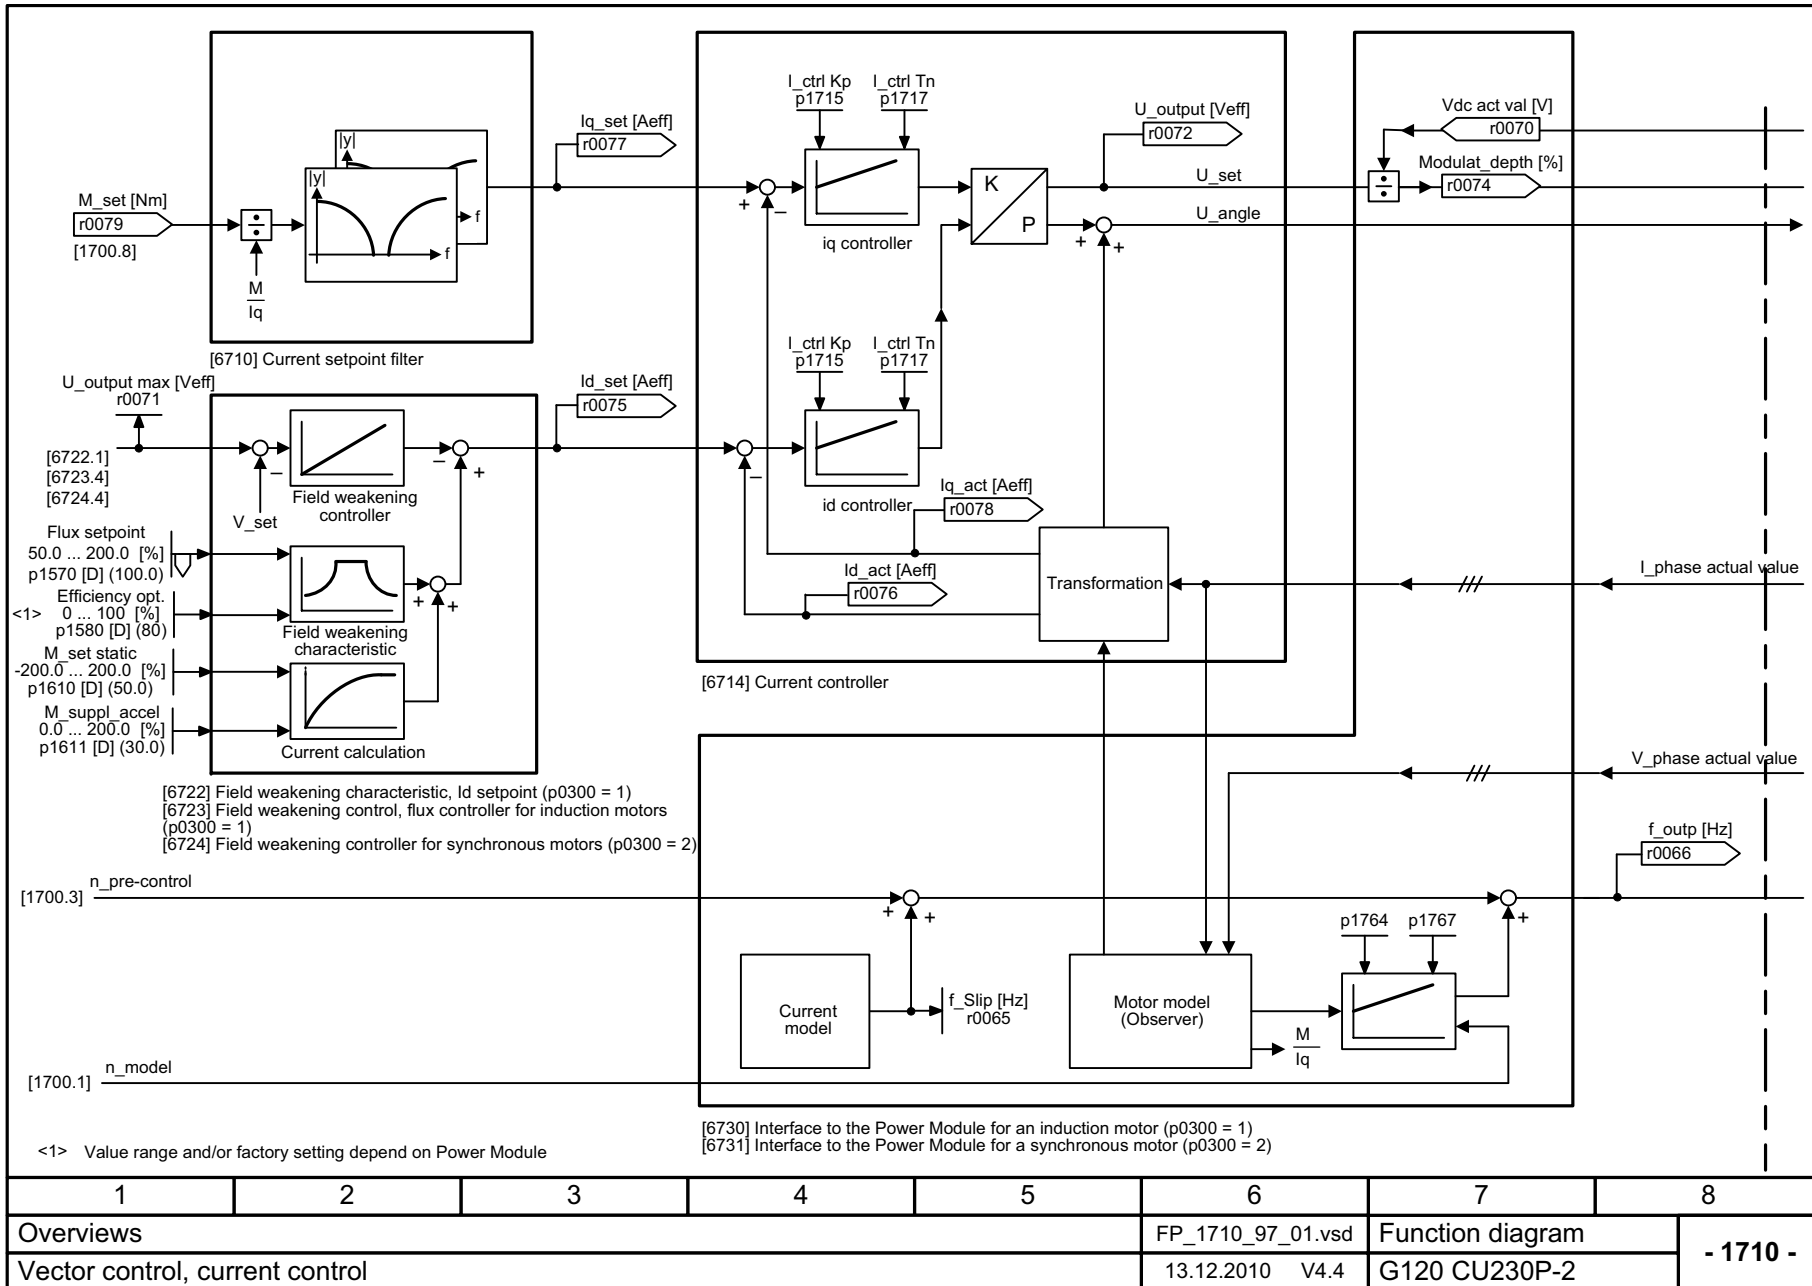 I_ctrl Kp
p1715
I_ctrl Tn
p1717
U_output [Veff]
r0072
Vdc act val [V]
r0070
Iq_set [Aeff]
r0077
Modulat_depth [%]
r0074
|y|
|y|
f
f
M_set [Nm]
r0079
[1700.8]
÷
M
Iq
+
–
iq controller
K
P
U_set
÷
U_angle
+
+
[6710] Current setpoint filter
U_output max [Veff]
r0071
Id_set [Aeff]
r0075
I_ctrl Kp
p1715
I_ctrl Tn
p1717
[6722.1]
[6723.4]
[6724.4]
–
–
+
–
V_set
Field weakening
controller
id controller
Iq_act [Aeff]
r0078
Flux setpoint
50.0 ... 200.0 [%]
p1570 [D] (100.0)
Id_act [Aeff]
r0076
Transformation
I_phase actual value
Efficiency opt.
<1> 0 ... 100 [%]
p1580 [D] (80)
+
+
Field weakening
characteristic
M_set static
-200.0 ... 200.0 [%]
p1610 [D] (50.0)
M_suppl_accel
0.0 ... 200.0 [%]
p1611 [D] (30.0)
Current calculation
[6714] Current controller
V_phase actual value
[6722] Field weakening characteristic, Id setpoint (p0300 = 1)
[6723] Field weakening control, flux controller for induction motors
(p0300 = 1)
[6724] Field weakening controller for synchronous motors (p0300 = 2)
f_outp [Hz]
r0066
[1700.3]
n_pre-control
+
+
+
p1764
p1767
Current
model
f_Slip [Hz]
r0065
Motor model
(Observer)
M
Iq
[1700.1]
n_model
[6730] Interface to the Power Module for an induction motor (p0300 = 1)
[6731] Interface to the Power Module for a synchronous motor (p0300 = 2)
<1> Value range and/or factory setting depend on Power Module
1 2 3 4 5 6 7 8
Overviews
FP_1710_97_01.vsd
Function diagram
- 1710 -
Vector control, current control
13.12.2010 V4.4
G120 CU230P-2